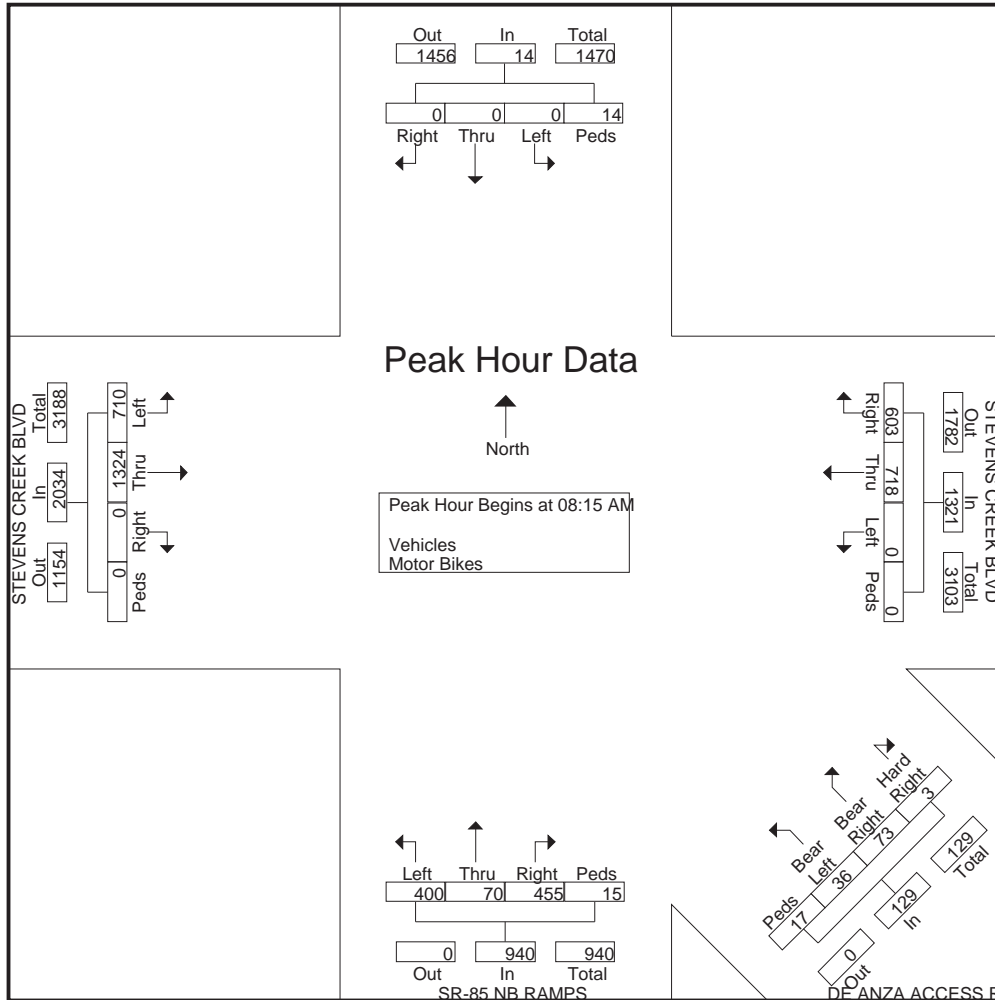 Out In Total
1456 14 1470
0 0 0 14
Right Thru Left Peds
Peak Hour Data
North
Peak Hour Begins at 08:15 AM
Vehicles
Motor Bikes
STEVENS CREEK BLVD
Out In Total
1154 2034 3188
710 1324 0 0
Left Thru Right Peds
STEVENS CREEK BLVD
Out In Total
1782 1321 3103
603 718 0 0
Right Thru Left Peds
Left Thru Right Peds
400 70 455 15
0 940 940
Out In Total
SR-85 NB RAMPS
Peds Bear Left Bear Right Hard Right
17 36 73 3
0 129 129
Out In Total
DE ANZA ACCESS